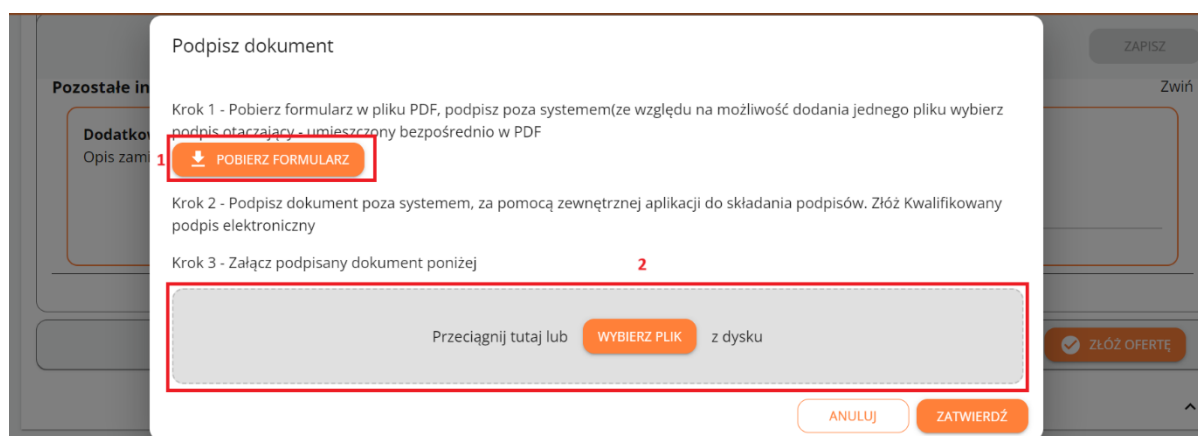 Podpisz dokument
ZAPISZ
Pozostałe in
Zwiń
Krok 1 - Pobierz formularz w pliku PDF, podpisz poza systemem(ze względu na możliwość dodania jednego pliku wybierz
podpis otaczający - umieszczony bezpośrednio w PDF
Dodatko
Opis zami
1
POBIERZ FORMULARZ
Krok 2 - Podpisz dokument poza systemem, za pomocą zewnętrznej aplikacji do składania podpisów. Złóż Kwalifikowany
podpis elektroniczny
Krok 3 - Załącz podpisany dokument poniżej
2
Przeciągnij tutaj lub WYBIERZ PLIK z dysku
ZŁÓŻ OFERTĘ
ANULUJ
ZATWIERDŹ